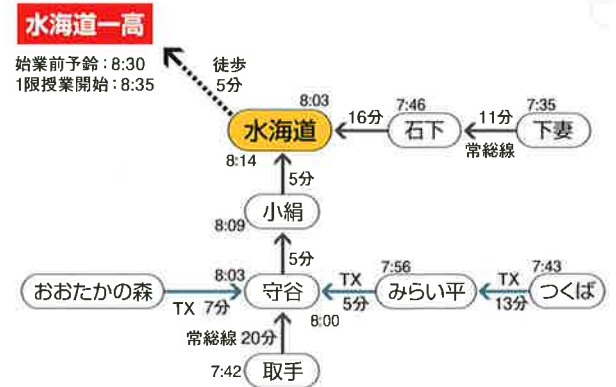 水海道一高
始業前予鈴：8:30
1限授業開始：8:35
徒歩
5分
8:03
水海道
8:14
16分
7:46
石下
11分
常総線
7:35
下妻
5分
小絹
8:09
5分
8:03
おおたかの森
TX 7分
守谷
8:00
TX
5分
7:56
みらい平
TX
13分
7:43
つくば
常総線 20分
7:42
取手